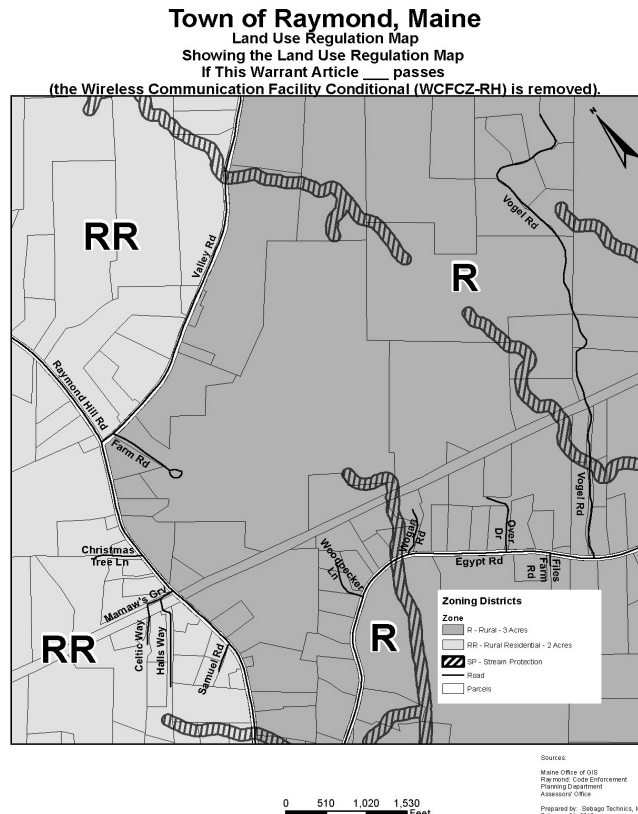 Town of Raymond, Maine
Land Use Regulation Map
Showing the Land Use Regulation Map
If This Warrant Article ___ passes
(the Wireless Communication Facility Conditional (WCFCZ-RH) is removed).
N
Vogel Rd
RR
Valley Rd
R
Raymond Hill Rd
Farm Rd
Vogel Rd
Christmas
Tree Ln
Woodpecker
Ln
Hogan
Rd
Over
Dr
Egypt Rd
Files
Farm
Rd
Mamaw's Grv
Celtic Way
Halls Way
Samuel Rd
RR
R
Zoning Districts
Zone
R - Rural - 3 Acres
RR - Rural Residential - 2 Acres
SP - Stream Protection
Road
Parcels
Sources:
Maine Office of GIS
Raymond: Code Enforcement
Planning Department
Assessors' Office
Prepared by: Sebago Technics,
0 510 1,020 1,530
Feet